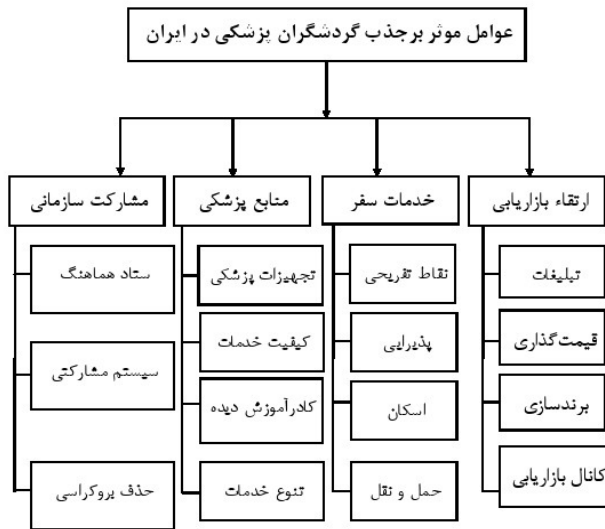 عوامل موثر برجذب گردشگران پزشکی در ایران
ارتقاء بازاریابی
خدمات سفر
منابع پزشکی
مشارکت سازمانی
تبلیغات
قیمت‌گذاری
برندسازی
کانال بازاریابی
نقاط تفریحی
پذیرایی
اسکان
حمل و نقل
تجهیزات پزشکی
کیفیت خدمات
کادرآموزش دیده
تنوع خدمات
ستاد هماهنگ
سیستم مشارکتی
حذف بروکراسی